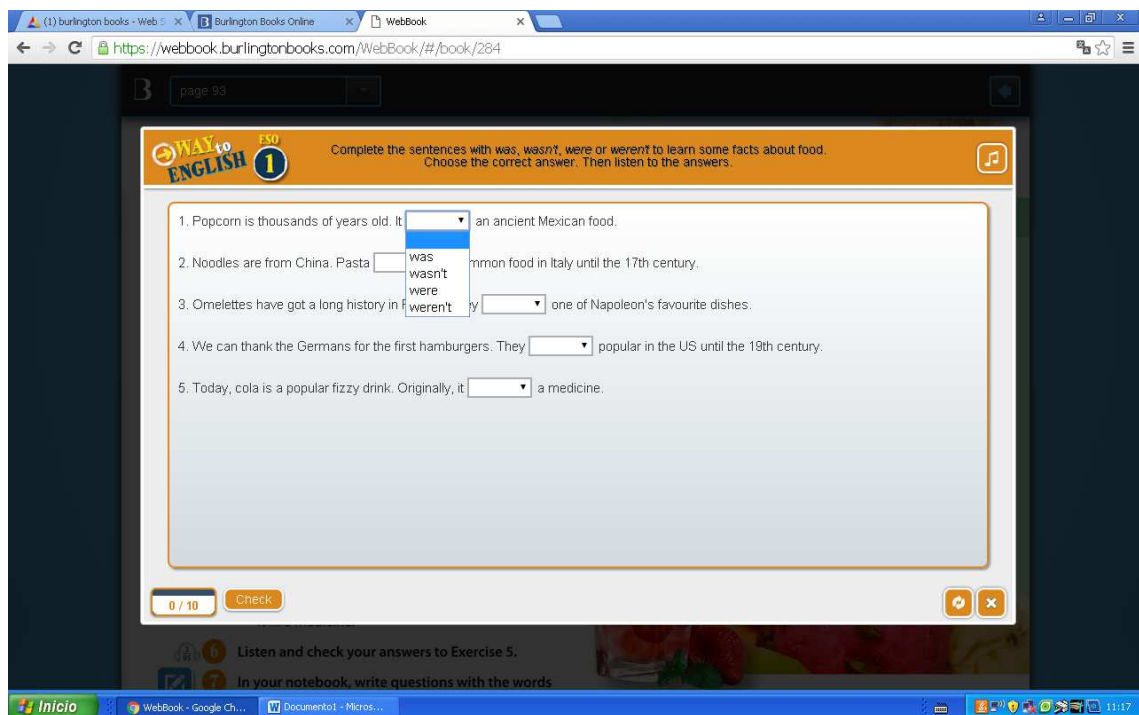 (1) burlington books - Web S
Burlington Books Online
WebBook
https://webbook.burlingtonbooks.com/WebBook/#/book/284
B page 93
WAY to ENGLISH ESO 1
Complete the sentences with was, wasn't, were or weren't to learn some facts about food.
Choose the correct answer. Then listen to the answers.
1. Popcorn is thousands of years old. It an ancient Mexican food.
was
wasn't
were
weren't
2. Noodles are from China. Pasta mmon food in Italy until the 17th century.
3. Omelettes have got a long history in y one of Napoleon's favourite dishes.
4. We can thank the Germans for the first hamburgers. They popular in the US until the 19th century.
5. Today, cola is a popular fizzy drink. Originally, it a medicine.
0 / 10
Check
6 Listen and check your answers to Exercise 5.
7 In your notebook, write questions with the words
Inicio
WebBook - Google Ch...
Documento1 - Micros...
11:17